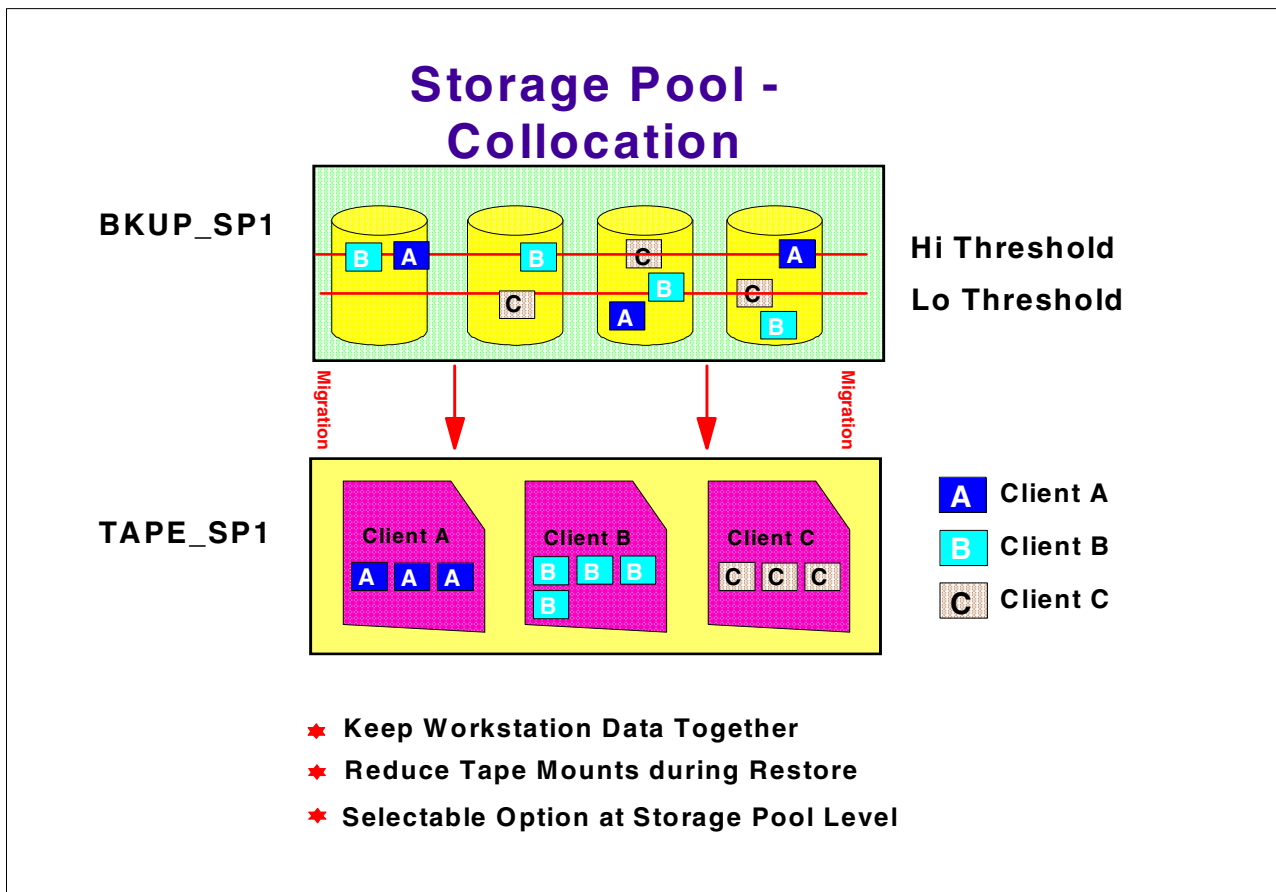 Storage Pool -
Collocation
BKUP_SP1
B A B C A
Hi Threshold
B C
Lo Threshold
C A B
Migration
Migration
TAPE_SP1
Client A
Client B
Client C
A A A
B B B
B
C C C
A Client A
B Client B
C Client C
Keep Workstation Data Together
Reduce Tape Mounts during Restore
Selectable Option at Storage Pool Level